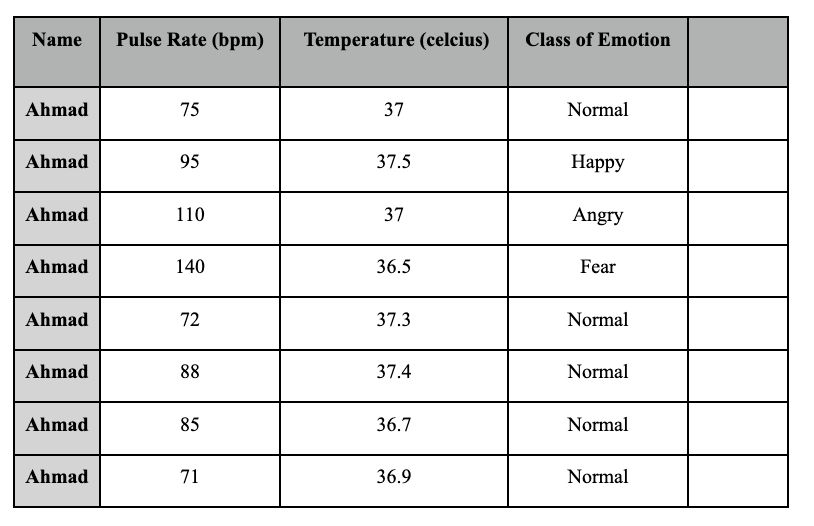 Name Pulse Rate (bpm) Temperature (celcius) Class of Emotion
Ahmad 75 37 Normal
Ahmad 95 37.5 Happy
Ahmad 110 37 Angry
Ahmad 140 36.5 Fear
Ahmad 72 37.3 Normal
Ahmad 88 37.4 Normal
Ahmad 85 36.7 Normal
Ahmad 71 36.9 Normal